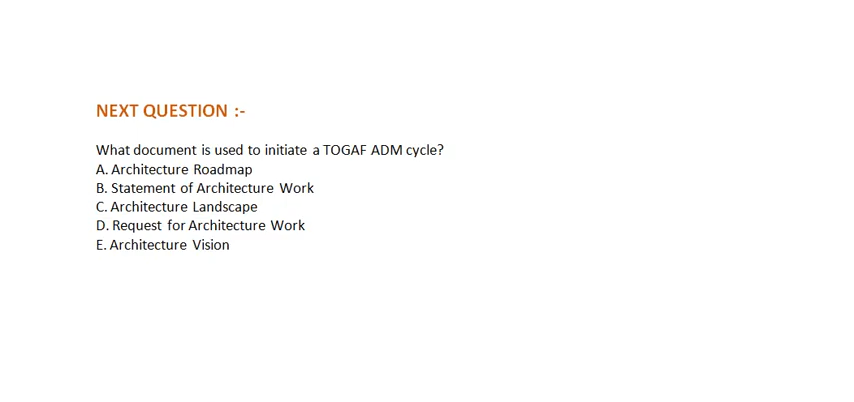 NEXT QUESTION :-
What document is used to initiate a TOGAF ADM cycle?
A. Architecture Roadmap
B. Statement of Architecture Work
C. Architecture Landscape
D. Request for Architecture Work
E. Architecture Vision